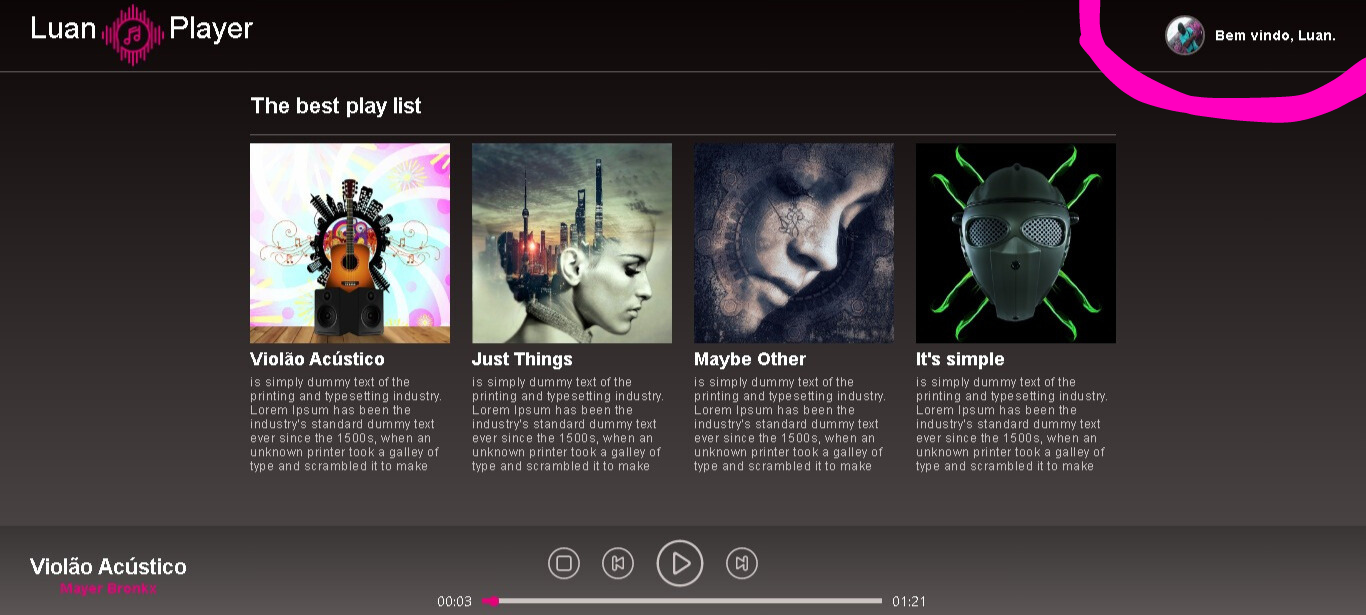 Luan Player
Bem vindo, Luan.
The best play list
Violão Acústico
is simply dummy text of the
printing and typesetting industry.
Lorem Ipsum has been the
industry's standard dummy text
ever since the 1500s, when an
unknown printer took a galley of
type and scrambled it to make
Just Things
is simply dummy text of the
printing and typesetting industry.
Lorem Ipsum has been the
industry's standard dummy text
ever since the 1500s, when an
unknown printer took a galley of
type and scrambled it to make
Maybe Other
is simply dummy text of the
printing and typesetting industry.
Lorem Ipsum has been the
industry's standard dummy text
ever since the 1500s, when an
unknown printer took a galley of
type and scrambled it to make
It's simple
is simply dummy text of the
printing and typesetting industry.
Lorem Ipsum has been the
industry's standard dummy text
ever since the 1500s, when an
unknown printer took a galley of
type and scrambled it to make
Violão Acústico
Mayer Bronkx
00:03
01:21